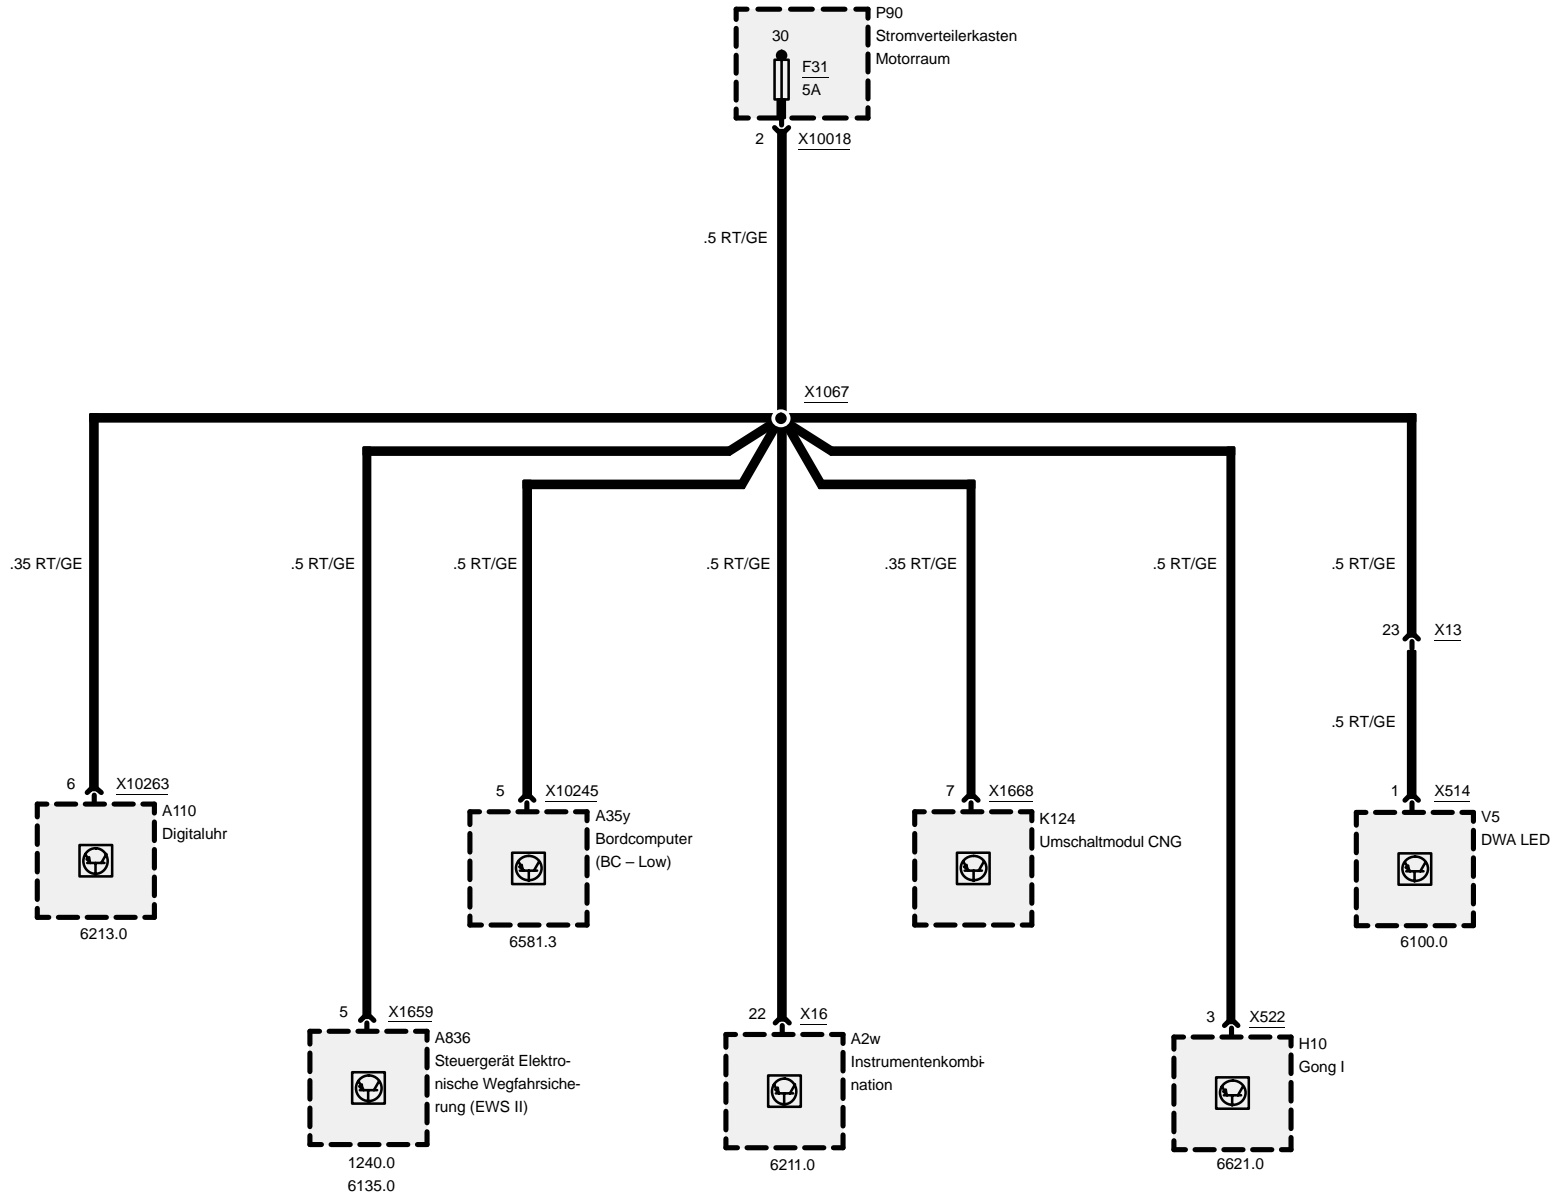 P90
30
Stromverteilerkasten
Motorraum
F31
5A
2
X10018
.5 RT/GE
X1067
.35 RT/GE
.5 RT/GE
.5 RT/GE
.5 RT/GE
.35 RT/GE
.5 RT/GE
.5 RT/GE
23
X13
.5 RT/GE
6
X10263
A110
Digitaluhr
6213.0
5
X10245
A35y
Bordcomputer
(BC – Low)
6581.3
7
X1668
K124
Umschaltmodul CNG
1
X514
V5
DWA LED
6100.0
5
X1659
A836
Steuergerät Elektro-
nische Wegfahrsiche-
rung (EWS II)
1240.0
6135.0
22
X16
A2w
Instrumentenkombi-
nation
6211.0
3
X522
H10
Gong I
6621.0